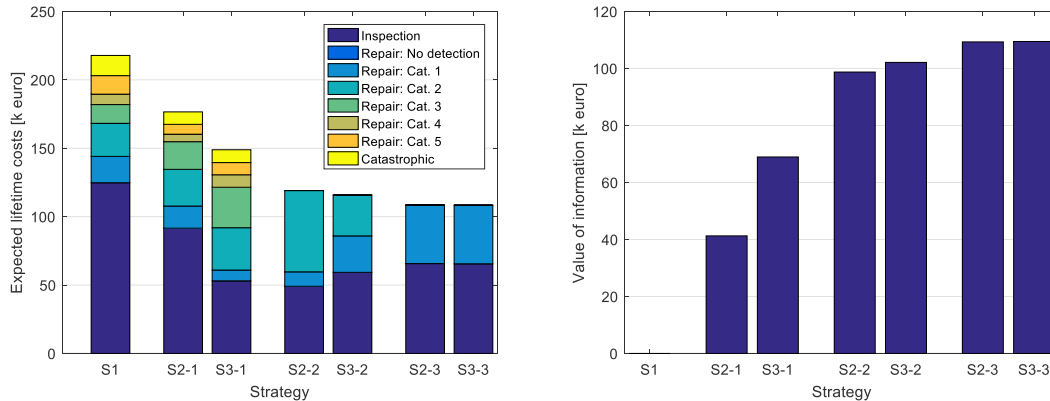 250
200
150
100
50
0
Expected lifetime costs [k euro]
Inspection
Repair: No detection
Repair: Cat. 1
Repair: Cat. 2
Repair: Cat. 3
Repair: Cat. 4
Repair: Cat. 5
Catastrophic
S1 S2-1 S3-1 S2-2 S3-2 S2-3 S3-3
Strategy
120
100
80
60
40
20
0
Value of information [k euro]
S1 S2-1 S3-1 S2-2 S3-2 S2-3 S3-3
Strategy